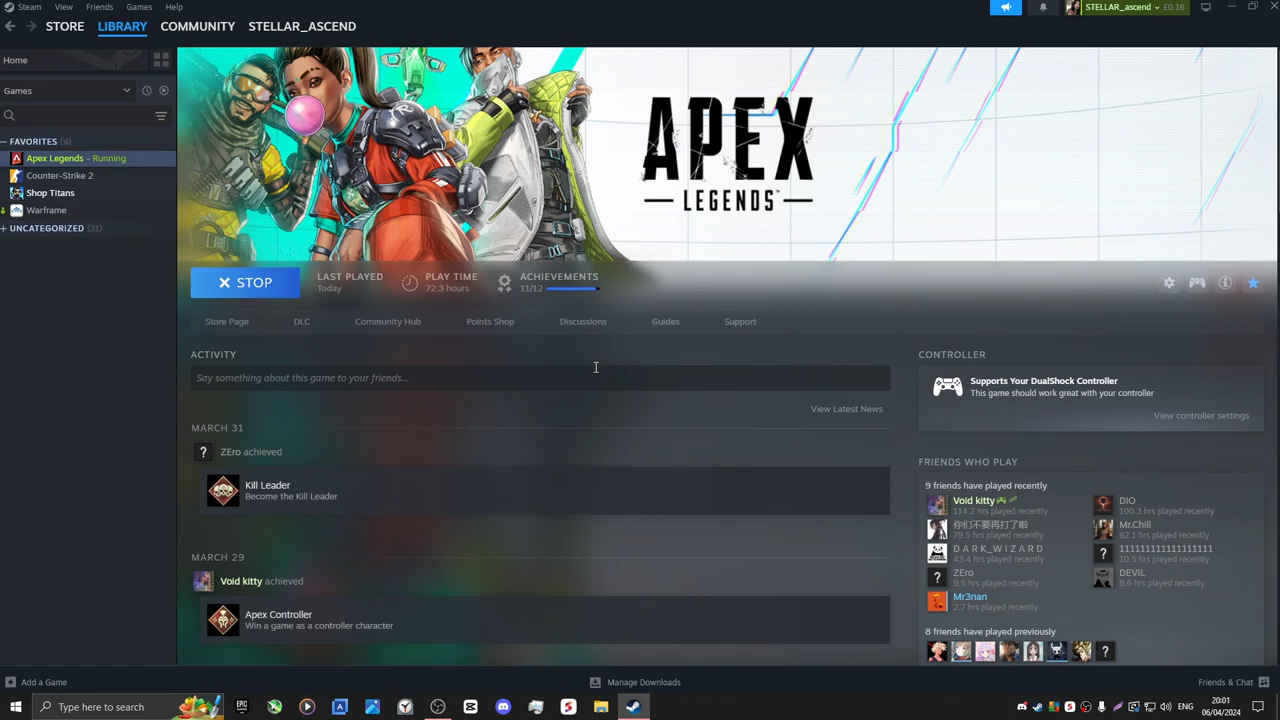 Steam View Friends Games Help
STELLAR_ascend £0.16
STORE LIBRARY COMMUNITY STELLAR_ASCEND
Home
Games
FAVORITES (4)
Apex Legends - Running
Counter-Strike 2
Shop Titans
Warframe
UNCATEGORIZED (31)
APEX
LEGENDS™
STOP
LAST PLAYED
Today
PLAY TIME
72.3 hours
ACHIEVEMENTS
11/12
Store Page DLC Community Hub Points Shop Discussions Guides Support
ACTIVITY
Say something about this game to your friends...
View Latest News
MARCH 31
ZEro achieved
Kill Leader
Become the Kill Leader
MARCH 29
Void kitty achieved
Apex Controller
Win a game as a controller character
CONTROLLER
Supports Your DualShock Controller
This game should work great with your controller
View controller settings
FRIENDS WHO PLAY
9 friends have played recently
Void kitty
114.2 hrs played recently
DIO
100.3 hrs played recently
你们不要再打了啦
79.5 hrs played recently
Mr.Chill
62.1 hrs played recently
D A R K _ W I Z A R D
43.4 hrs played recently
1111111111111111
10.5 hrs played recently
ZEro
9.5 hrs played recently
DEVIL
8.6 hrs played recently
Mr3nan
2.7 hrs played recently
8 friends have played previously
Add a Game
Manage Downloads
Friends & Chat
Type here to search
EPIC
GAMES
ENG
20:01
06/04/2024